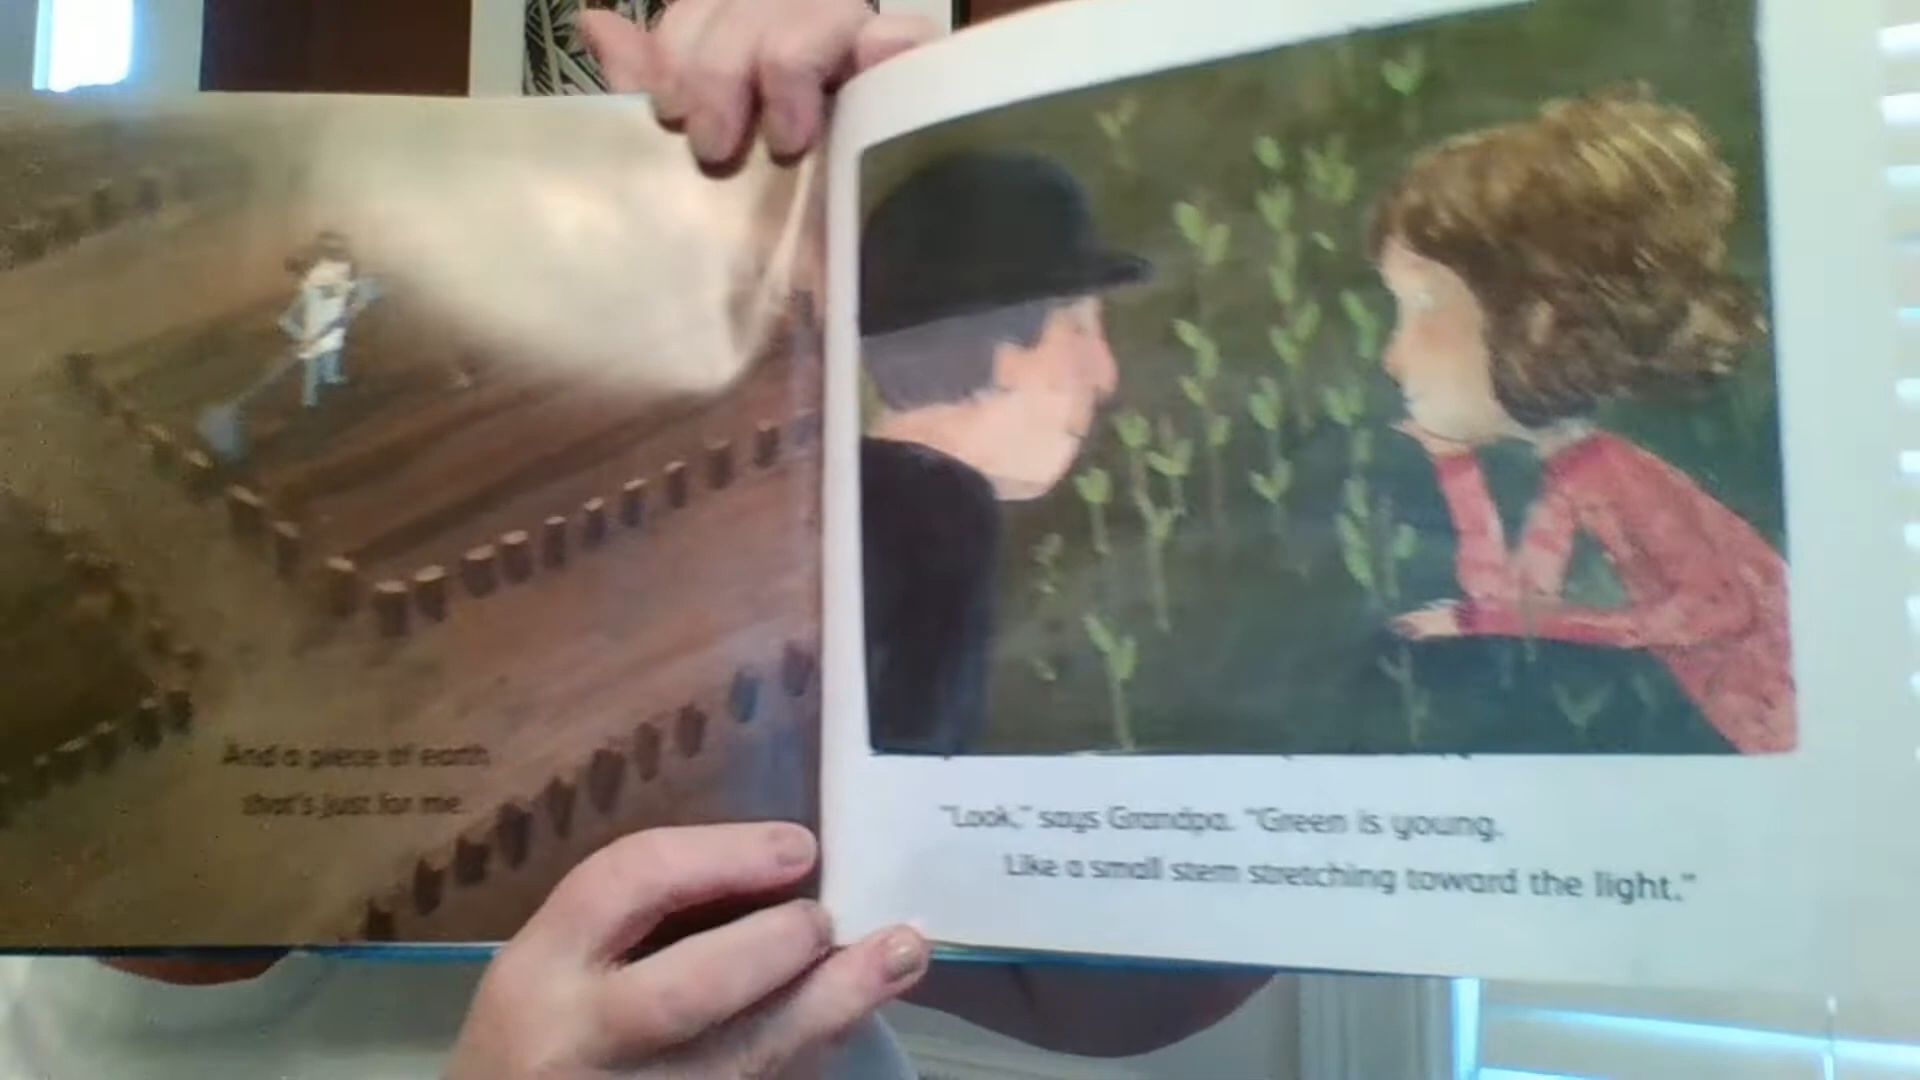 And a piece of earth
that's just for me.
"Look," says Grandpa. "Green is young.
Like a small stem stretching toward the light."